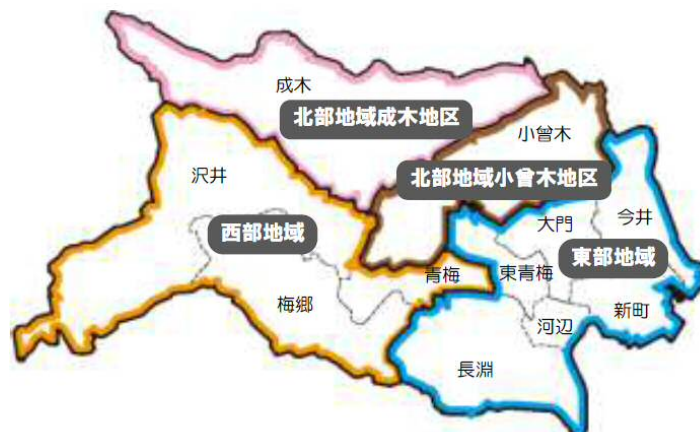 成木
北部地域成木地区
小曾木
沢井
北部地域小曾木地区
大門
今井
西部地域
東部地域
青梅
東青梅
梅郷
新町
河辺
長淵